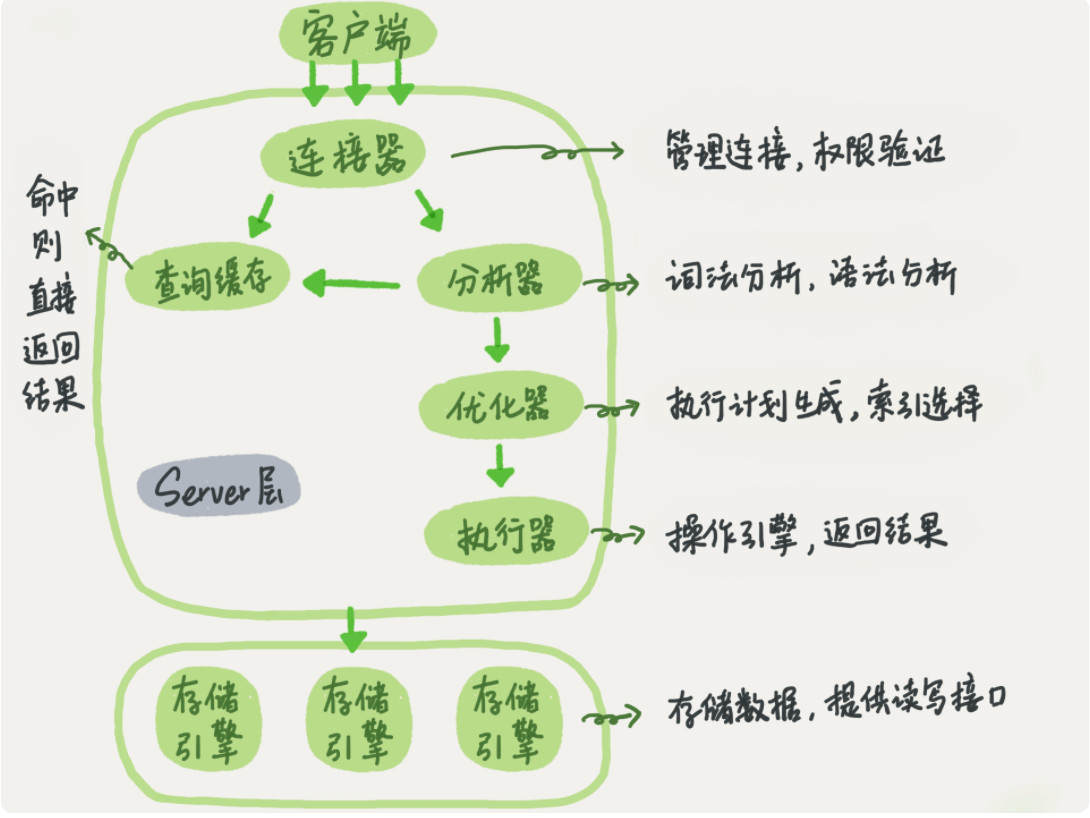 客户端
连接器
管理连接，权限验证
命中
则
直接
返回
结果
查询缓存
分析器
词法分析，语法分析
优化器
执行计划生成，索引选择
Server层
执行器
操作引擎，返回结果
存储
引擎
存储
引擎
存储
引擎
存储数据，提供读写接口